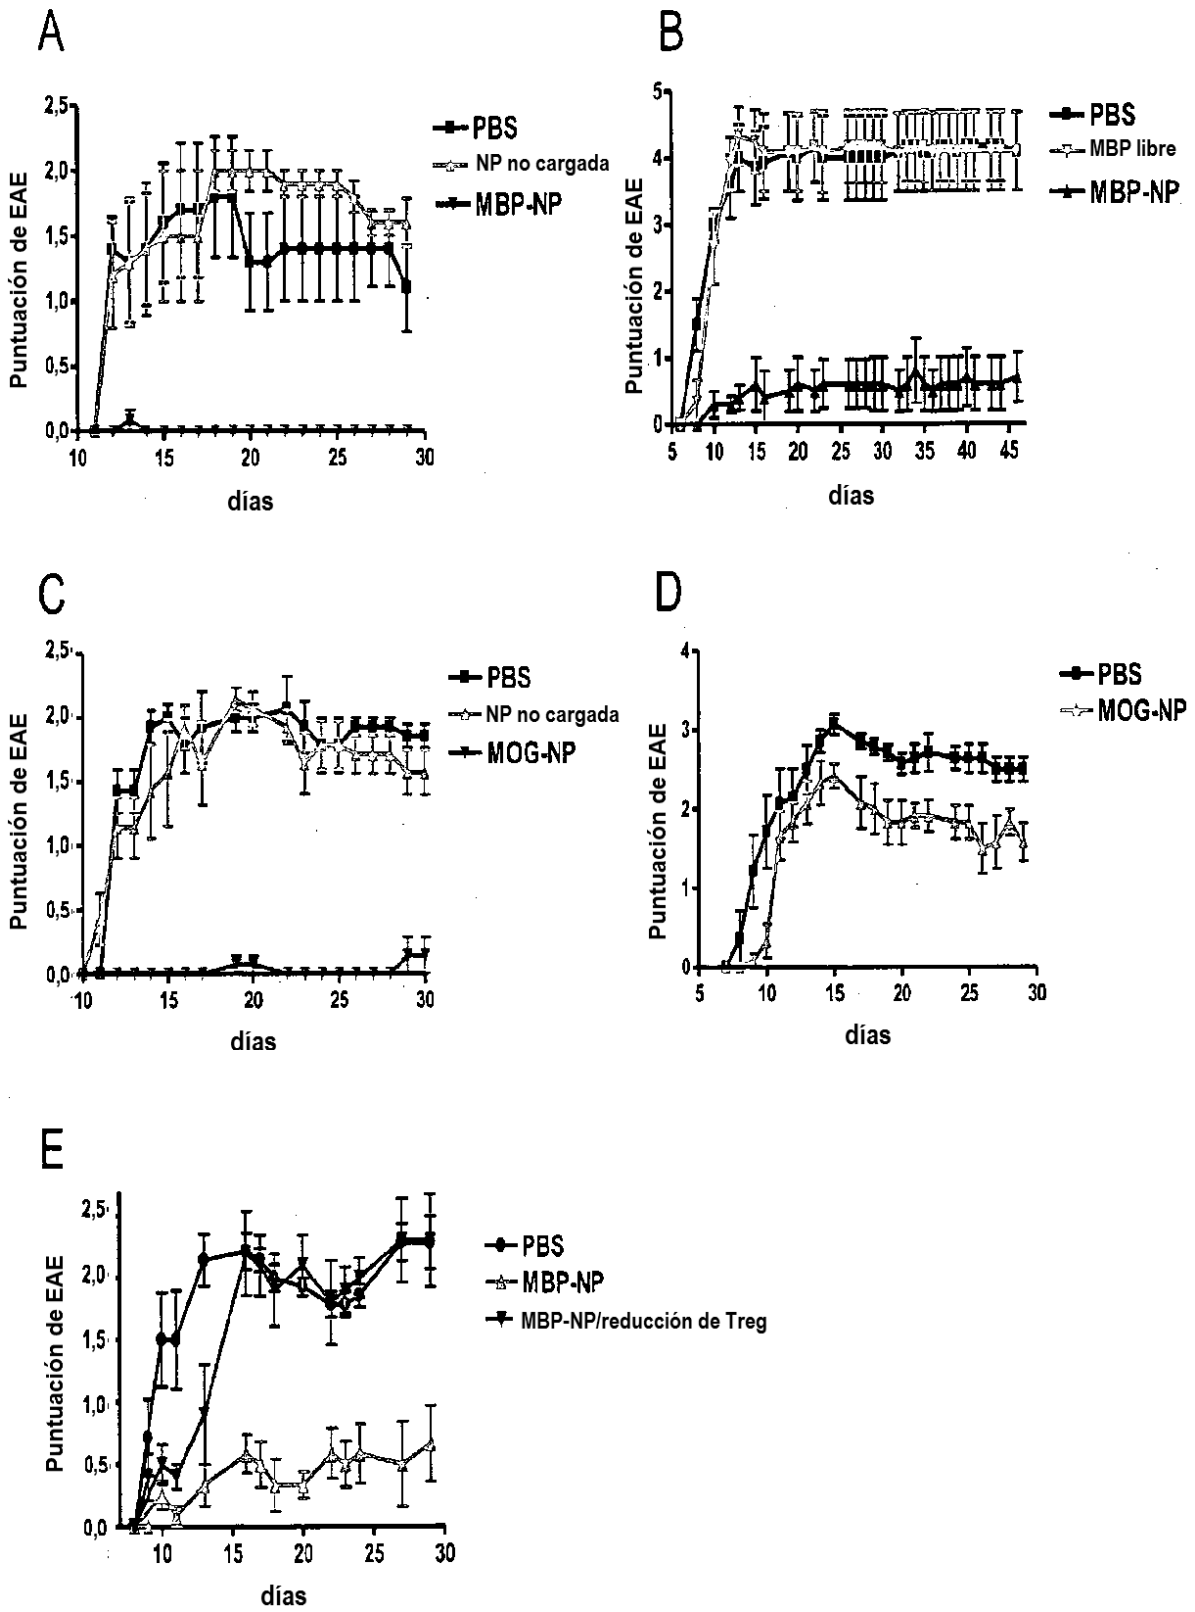 A
2,5
2,0
1,5
1,0
0,5
0,0
10 15 20 25 30
Puntuación de EAE
días
PBS
NP no cargada
MBP-NP
B
5
4
3
2
1
0
5 10 15 20 25 30 35 40 45
Puntuación de EAE
días
PBS
MBP libre
MBP-NP
C
2,5
2,0
1,5
1,0
0,5
0,0
10 15 20 25 30
Puntuación de EAE
días
PBS
NP no cargada
MOG-NP
D
4
3
2
1
0
5 10 15 20 25 30
Puntuación de EAE
días
PBS
MOG-NP
E
2,5
2,0
1,5
1,0
0,5
0,0
10 15 20 25 30
Puntuación de EAE
días
PBS
MBP-NP
MBP-NP/reducción de Treg